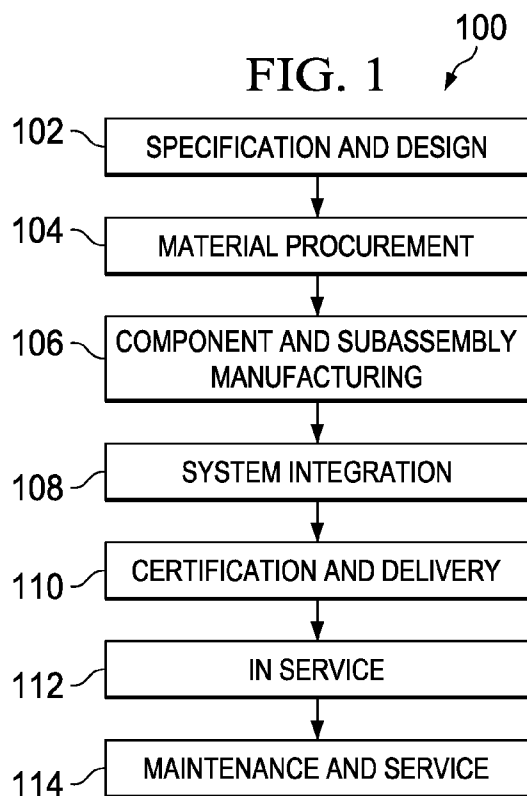 100
FIG. 1
102
SPECIFICATION AND DESIGN
104
MATERIAL PROCUREMENT
106
COMPONENT AND SUBASSEMBLY
MANUFACTURING
108
SYSTEM INTEGRATION
110
CERTIFICATION AND DELIVERY
112
IN SERVICE
114
MAINTENANCE AND SERVICE